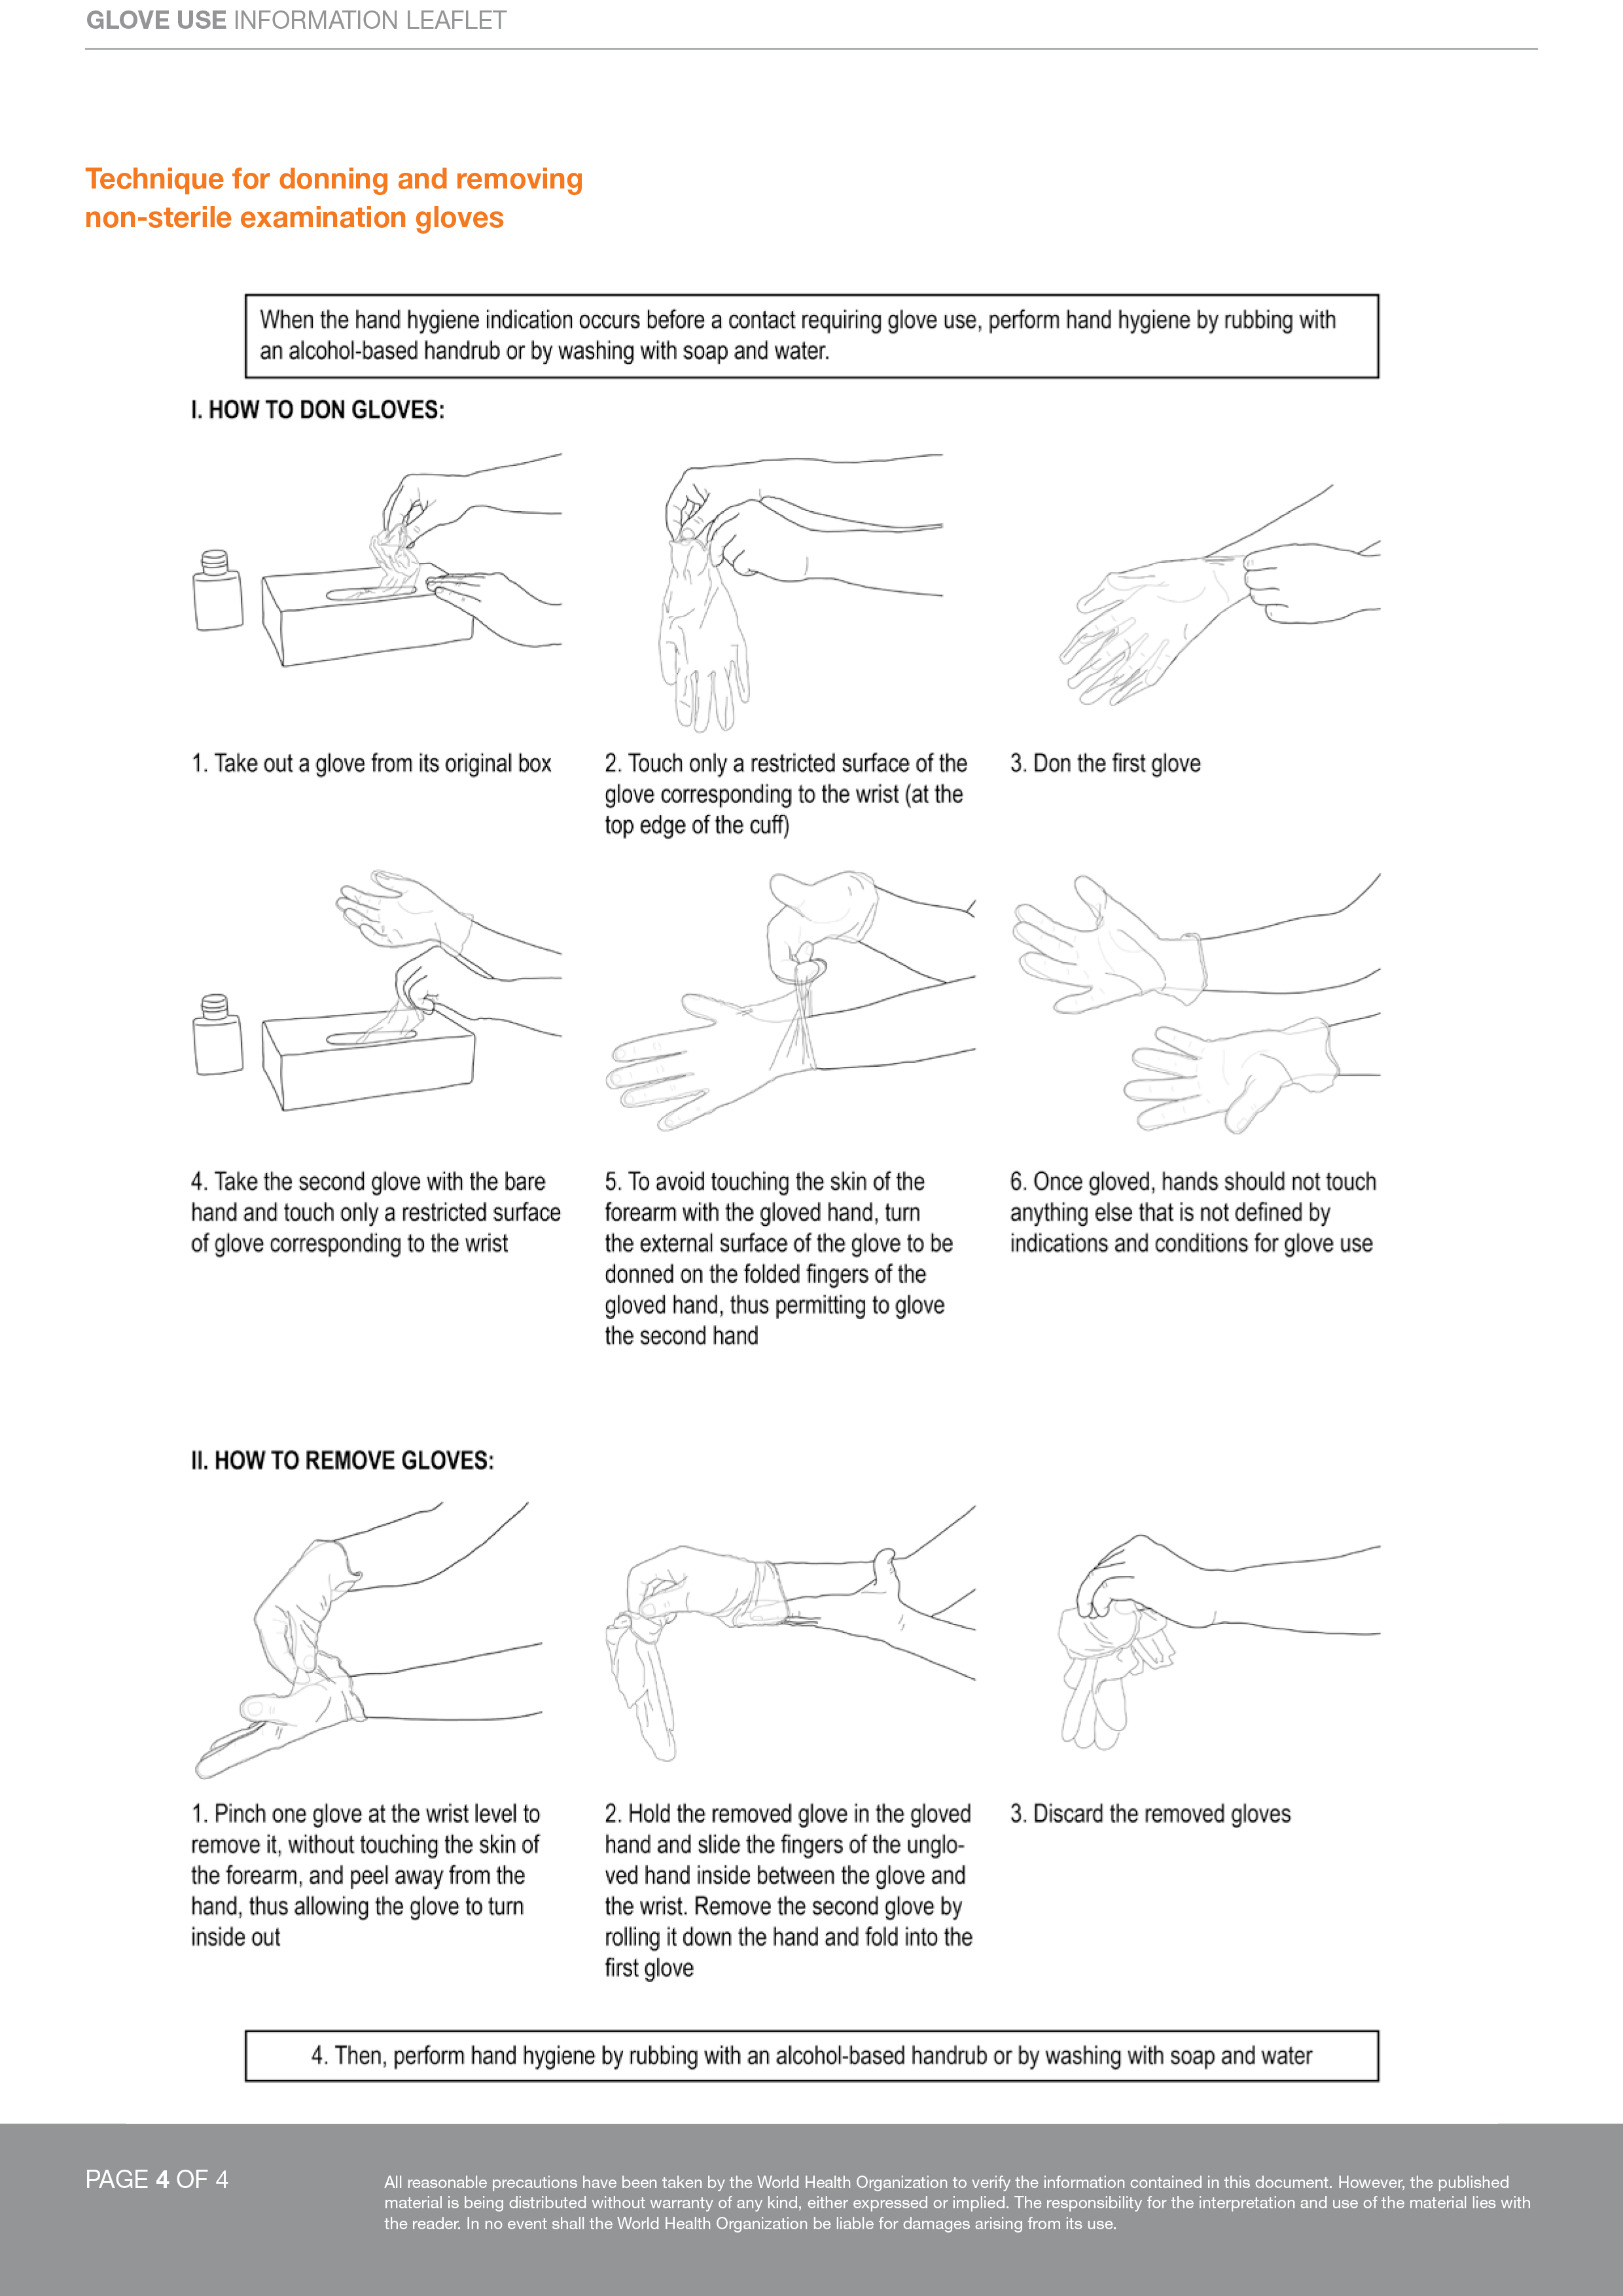 GLOVE USE INFORMATION LEAFLET
Technique for donning and removing
non-sterile examination gloves
When the hand hygiene indication occurs before a contact requiring glove use, perform hand hygiene by rubbing with
an alcohol-based handrub or by washing with soap and water.
I. HOW TO DON GLOVES:
1. Take out a glove from its original box
2. Touch only a restricted surface of the
glove corresponding to the wrist (at the
top edge of the cuff)
3. Don the first glove
4. Take the second glove with the bare
hand and touch only a restricted surface
of glove corresponding to the wrist
5. To avoid touching the skin of the
forearm with the gloved hand, turn
the external surface of the glove to be
donned on the folded fingers of the
gloved hand, thus permitting to glove
the second hand
6. Once gloved, hands should not touch
anything else that is not defined by
indications and conditions for glove use
II. HOW TO REMOVE GLOVES:
1. Pinch one glove at the wrist level to
remove it, without touching the skin of
the forearm, and peel away from the
hand, thus allowing the glove to turn
inside out
2. Hold the removed glove in the gloved
hand and slide the fingers of the unglo-
ved hand inside between the glove and
the wrist. Remove the second glove by
rolling it down the hand and fold into the
first glove
3. Discard the removed gloves
4. Then, perform hand hygiene by rubbing with an alcohol-based handrub or by washing with soap and water
PAGE 4 OF 4
All reasonable precautions have been taken by the World Health Organization to verify the information contained in this document. However, the published
material is being distributed without warranty of any kind, either expressed or implied. The responsibility for the interpretation and use of the material lies with
the reader. In no event shall the World Health Organization be liable for damages arising from its use.